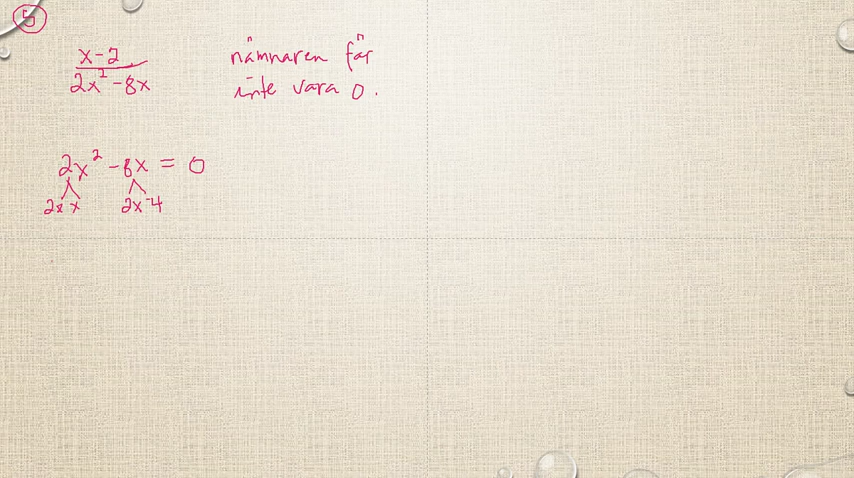 5
x-2
2x²-8x
nämnaren får
inte vara 0.
2x²-8x = 0
2x x 2x -4